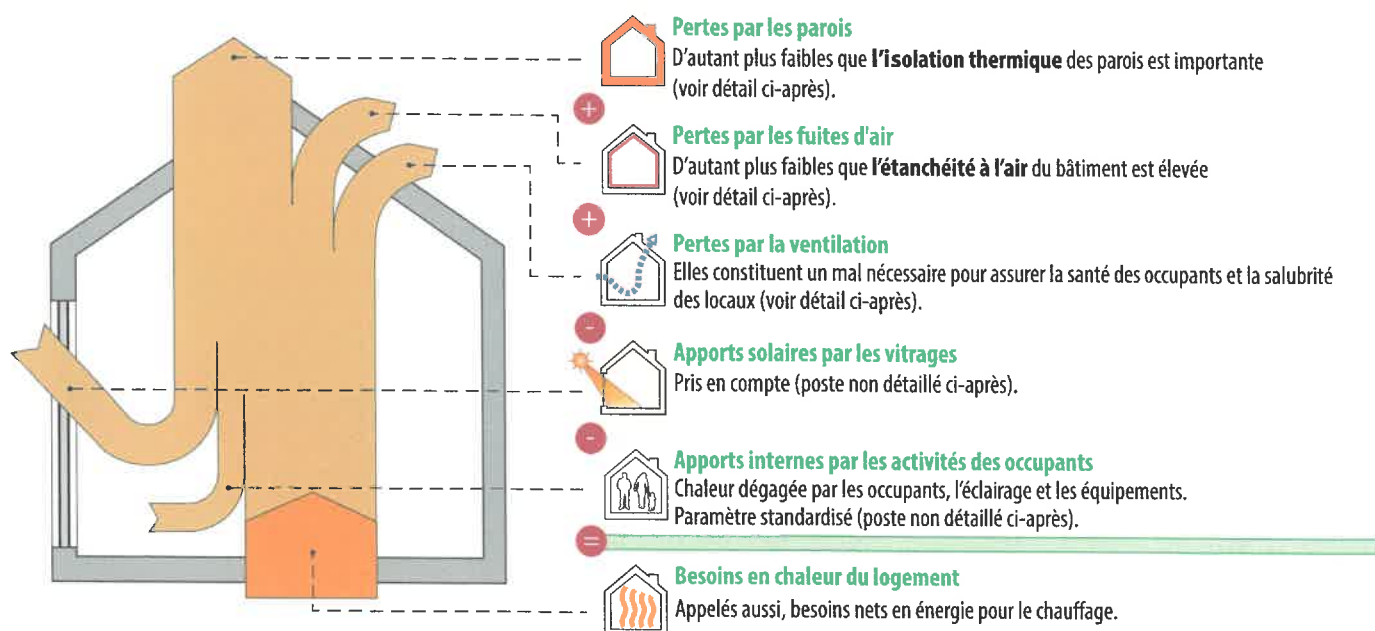 Pertes par les parois
D'autant plus faibles que l'isolation thermique des parois est importante
(voir détail ci-après).
+
Pertes par les fuites d'air
D'autant plus faibles que l'étanchéité à l'air du bâtiment est élevée
(voir détail ci-après).
+
Pertes par la ventilation
Elles constituent un mal nécessaire pour assurer la santé des occupants et la salubrité
des locaux (voir détail ci-après).
-
Apports solaires par les vitrages
Pris en compte (poste non détaillé ci-après).
-
Apports internes par les activités des occupants
Chaleur dégagée par les occupants, l'éclairage et les équipements.
Paramètre standardisé (poste non détaillé ci-après).
=
Besoins en chaleur du logement
Appelés aussi, besoins nets en énergie pour le chauffage.